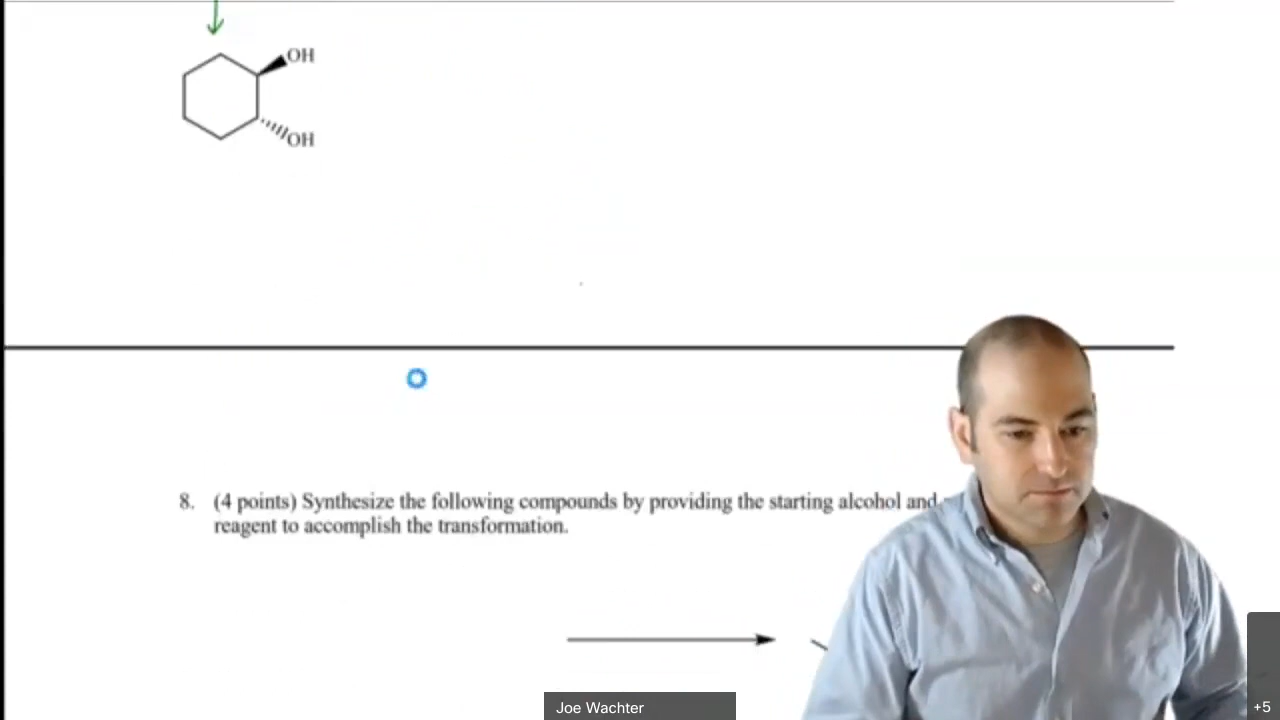 OH
OH
8. (4 points) Synthesize the following compounds by providing the starting alcohol and
reagent to accomplish the transformation.
Joe Wachter
+5